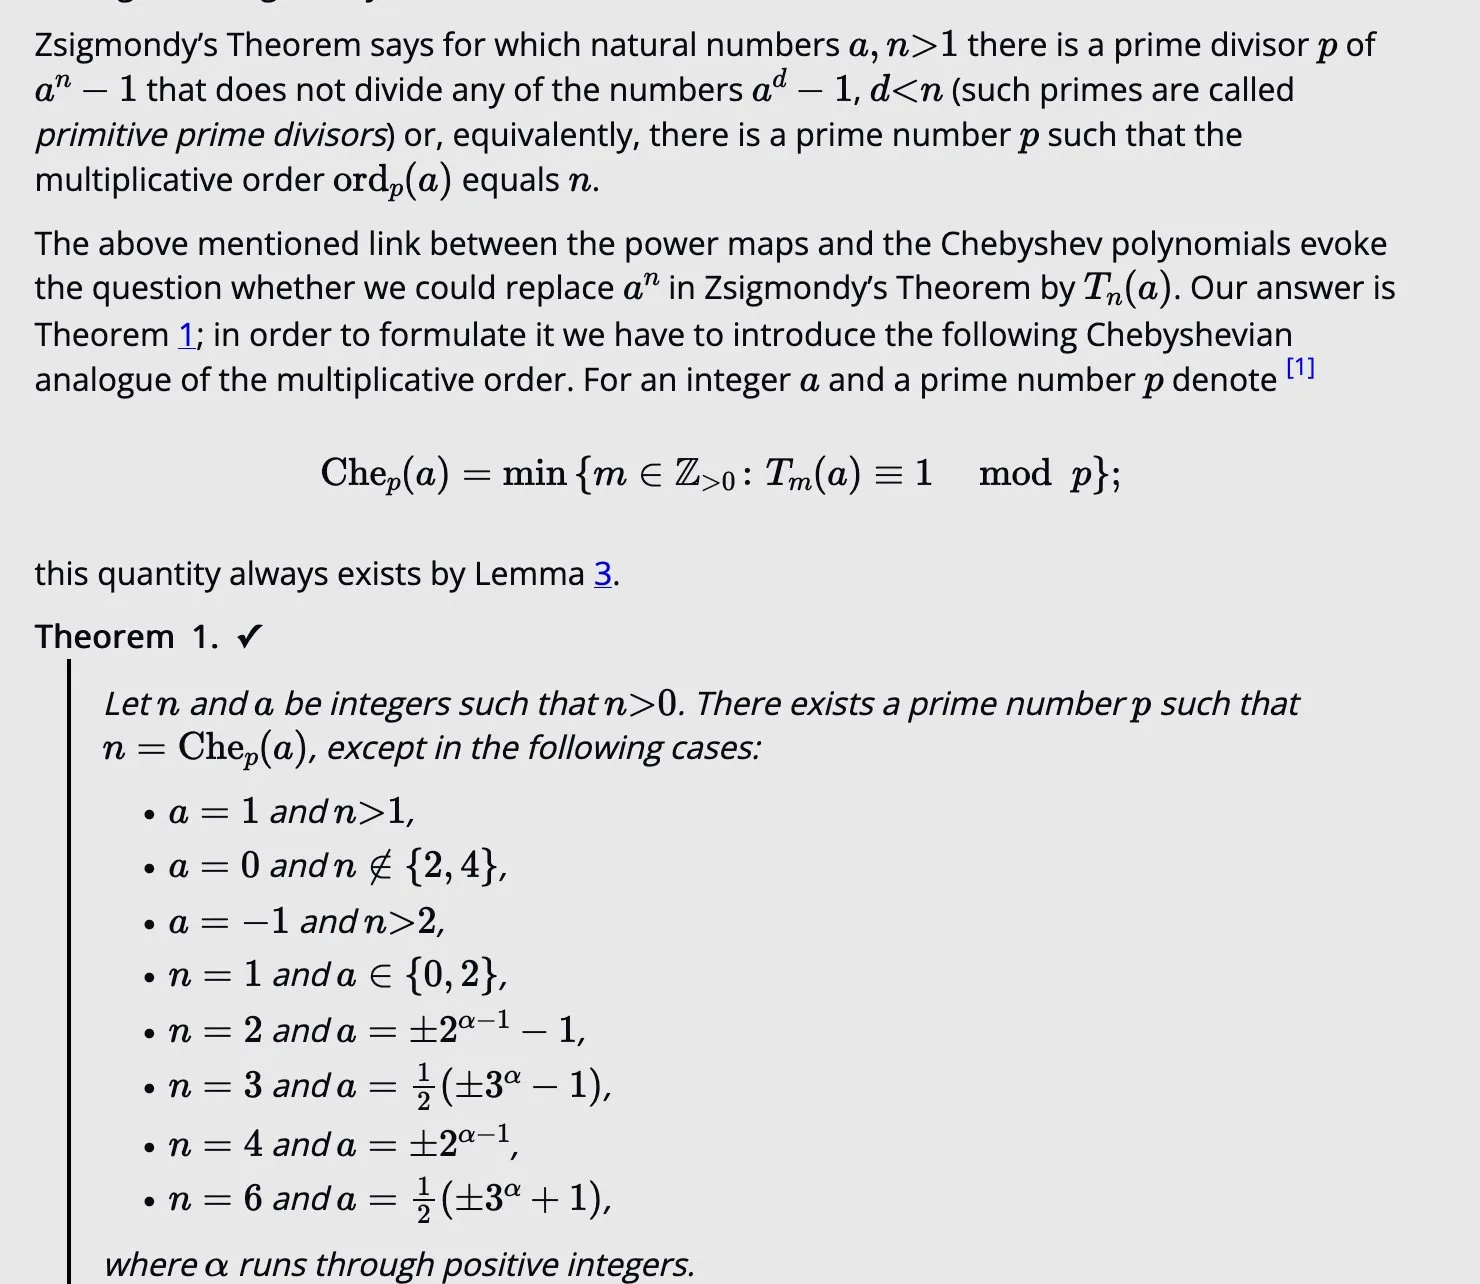 Zsigmondy’s Theorem says for which natural numbers a, n>1 there is a prime divisor p of
aⁿ − 1 that does not divide any of the numbers aᵈ − 1, d<n (such primes are called
primitive prime divisors) or, equivalently, there is a prime number p such that the
multiplicative order ordₚ(a) equals n.
The above mentioned link between the power maps and the Chebyshev polynomials evoke
the question whether we could replace aⁿ in Zsigmondy’s Theorem by Tₙ(a). Our answer is
Theorem 1; in order to formulate it we have to introduce the following Chebyshevian
analogue of the multiplicative order. For an integer a and a prime number p denote [1]
Cheₚ(a) = min {m ∈ ℤ>0 : Tₘ(a) ≡ 1 mod p};
this quantity always exists by Lemma 3.
Theorem 1. ✓
Let n and a be integers such that n>0. There exists a prime number p such that
n = Cheₚ(a), except in the following cases:
• a = 1 and n>1,
• a = 0 and n ∉ {2, 4},
• a = −1 and n>2,
• n = 1 and a ∈ {0, 2},
• n = 2 and a = ±2^{α−1} − 1,
• n = 3 and a = ½(±3^α − 1),
• n = 4 and a = ±2^{α−1},
• n = 6 and a = ½(±3^α + 1),
where α runs through positive integers.